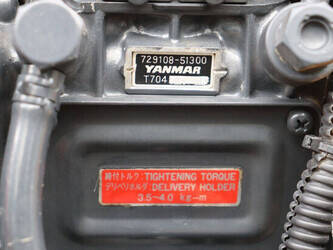 729108-51300
YANMAR
T704
締付トルク:TIGHTENING TORQUE
デリベリホルダ:DELIVERY HOLDER
3.5~4.0 kg-m